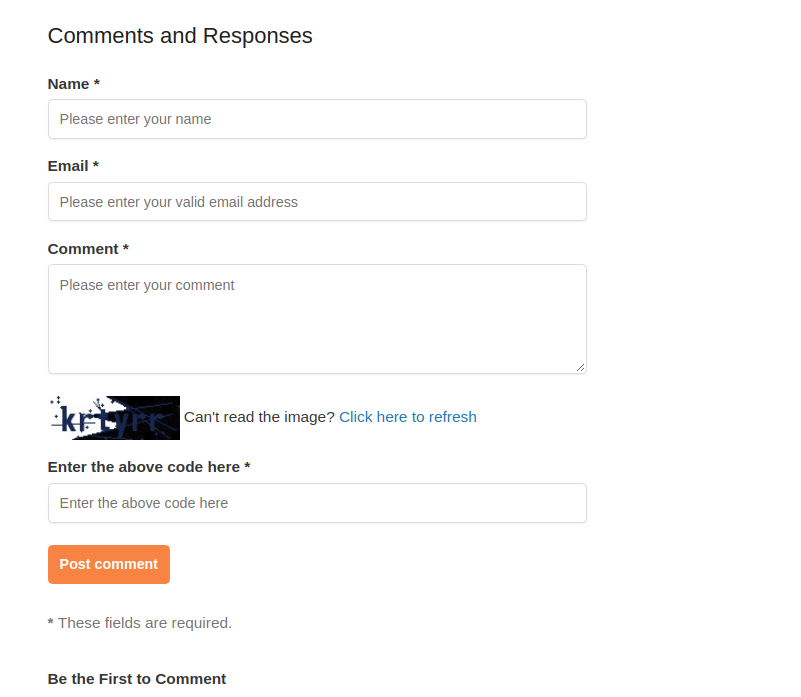 Comments and Responses
Name *
Please enter your name
Email *
Please enter your valid email address
Comment *
Please enter your comment
Can't read the image? Click here to refresh
Enter the above code here *
Enter the above code here
Post comment
* These fields are required.
Be the First to Comment